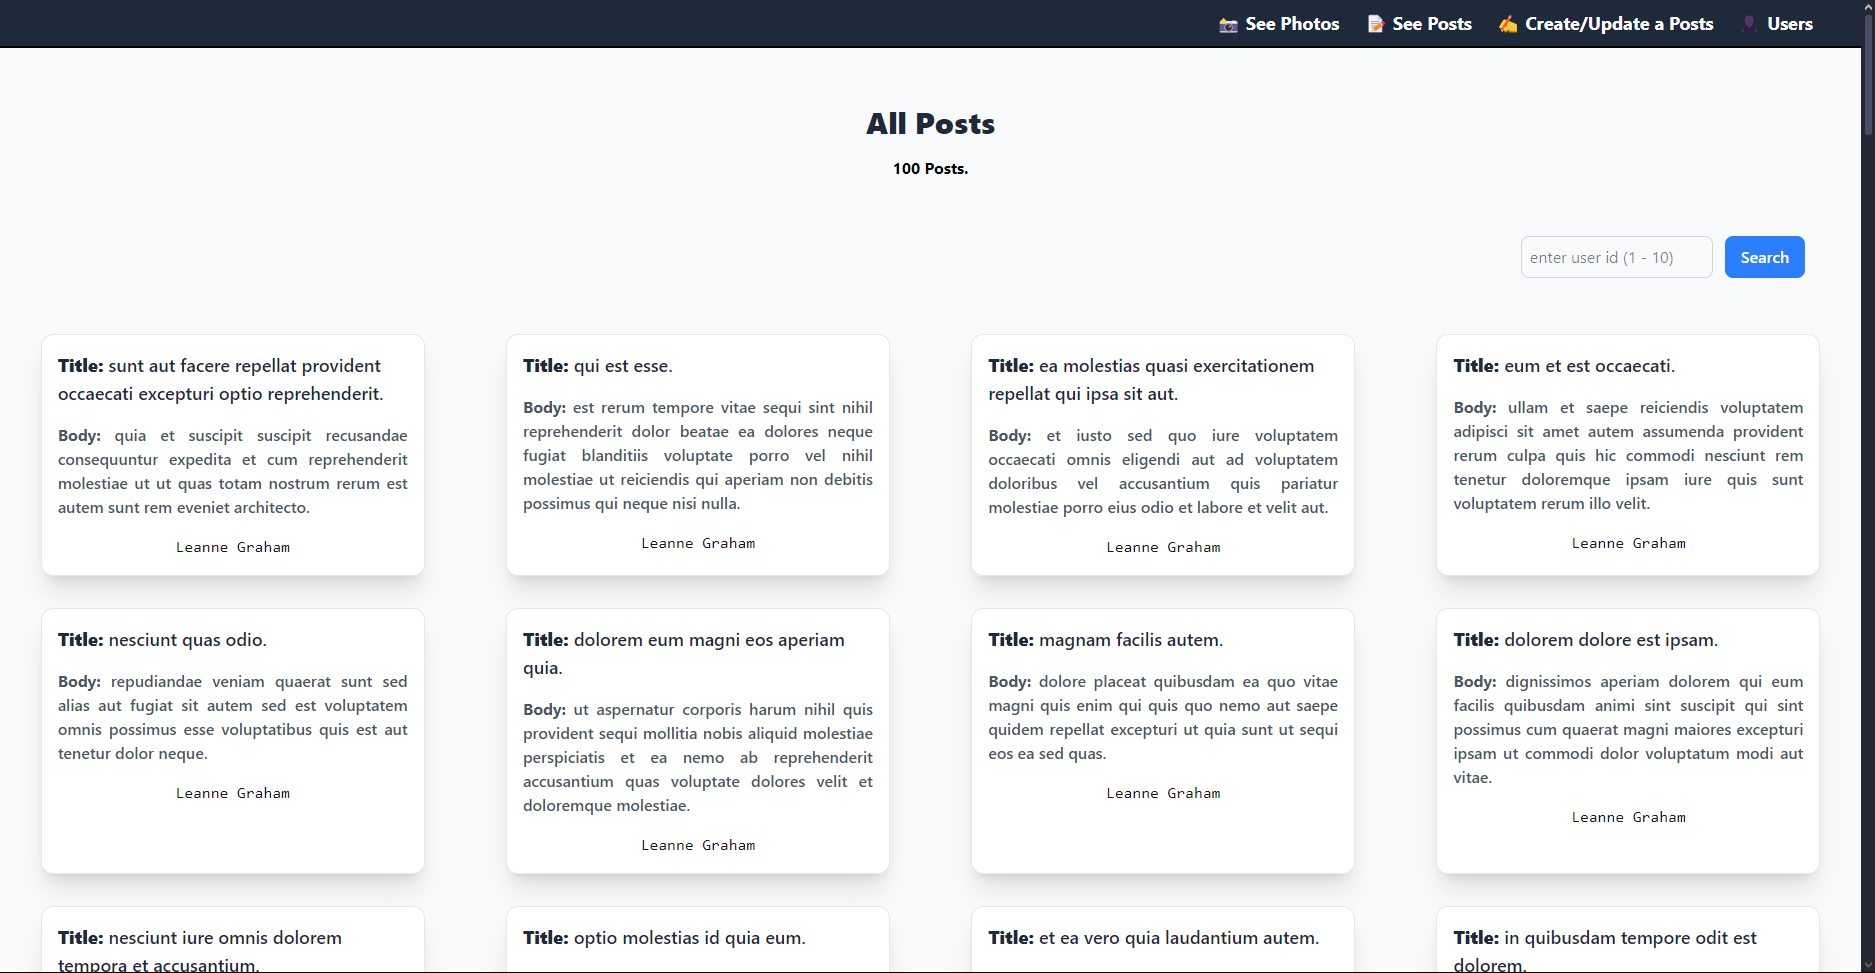 See Photos
See Posts
Create/Update a Posts
Users
All Posts
100 Posts.
enter user id (1 - 10)
Search
Title: sunt aut facere repellat provident
occaecati excepturi optio reprehenderit.
Body: quia et suscipit suscipit recusandae
consequuntur expedita et cum reprehenderit
molestiae ut ut quas totam nostrum rerum est
autem sunt rem eveniet architecto.
Leanne Graham
Title: qui est esse.
Body: est rerum tempore vitae sequi sint nihil
reprehenderit dolor beatae ea dolores neque
fugiat blanditiis voluptate porro vel nihil
molestiae ut reiciendis qui aperiam non debitis
possimus qui neque nisi nulla.
Leanne Graham
Title: ea molestias quasi exercitationem
repellat qui ipsa sit aut.
Body: et iusto sed quo iure voluptatem
occaecati omnis eligendi aut ad voluptatem
doloribus vel accusantium quis pariatur
molestiae porro eius odio et labore et velit aut.
Leanne Graham
Title: eum et est occaecati.
Body: ullam et saepe reiciendis voluptatem
adipisci sit amet autem assumenda provident
rerum culpa quis hic commodi nesciunt rem
tenetur doloremque ipsam iure quis sunt
voluptatem rerum illo velit.
Leanne Graham
Title: nesciunt quas odio.
Body: repudiandae veniam quaerat sunt sed
alias aut fugiat sit autem sed est voluptatem
omnis possimus esse voluptatibus quis est aut
tenetur dolor neque.
Leanne Graham
Title: dolorem eum magni eos aperiam
quia.
Body: ut aspernatur corporis harum nihil quis
provident sequi mollitia nobis aliquid molestiae
perspiciatis et ea nemo ab reprehenderit
accusantium quas voluptate dolores velit et
doloremque molestiae.
Leanne Graham
Title: magnam facilis autem.
Body: dolore placeat quibusdam ea quo vitae
magni quis enim qui quis quo nemo aut saepe
quidem repellat excepturi ut quia sunt ut sequi
eos ea sed quas.
Leanne Graham
Title: dolorem dolore est ipsam.
Body: dignissimos aperiam dolorem qui eum
facilis quibusdam animi sint suscipit qui sint
possimus cum quaerat magni maiores excepturi
ipsam ut commodi dolor voluptatum modi aut
vitae.
Leanne Graham
Title: nesciunt iure omnis dolorem
tempora et accusantium.
Title: optio molestias id quia eum.
Title: et ea vero quia laudantium autem.
Title: in quibusdam tempore odit est
dolorem.